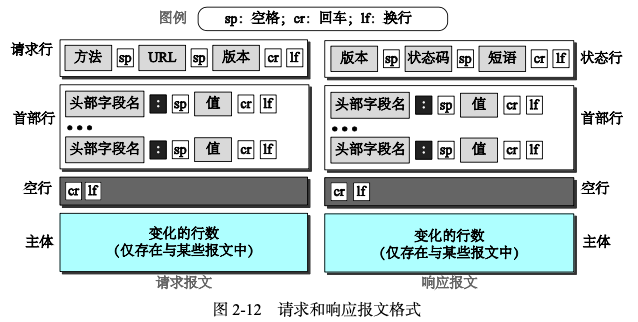 图例 sp: 空格; cr: 回车; lf: 换行
请求行 方法 sp URL sp 版本 cr lf 版本 sp 状态码 sp 短语 cr lf 状态行
首部行 头部字段名 : sp 值 cr lf 头部字段名 : sp 值 cr lf 首部行
●●● ●●●
头部字段名 : sp 值 cr lf 头部字段名 : sp 值 cr lf
空行 cr lf cr lf 空行
主体 变化的行数 变化的行数 主体
(仅存在与某些报文中) (仅存在与某些报文中)
请求报文 响应报文
图 2-12 请求和响应报文格式